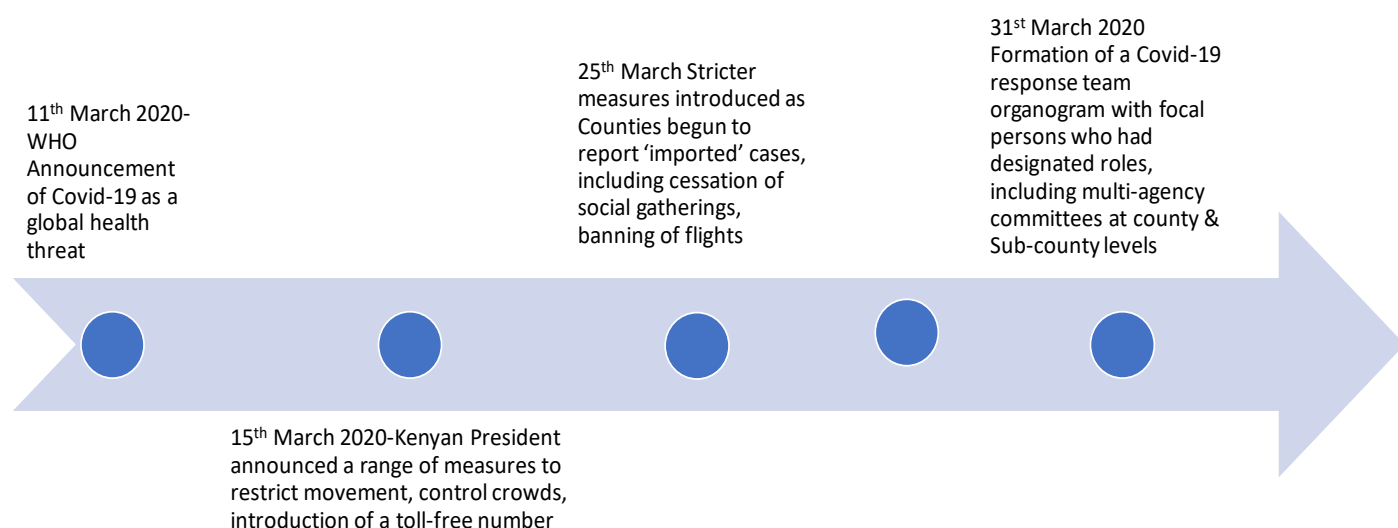 11th March 2020-
WHO
Announcement
of Covid-19 as a
global health
threat
15th March 2020-Kenyan President
announced a range of measures to
restrict movement, control crowds,
introduction of a toll-free number
25th March Stricter
measures introduced as
Counties begun to
report ‘imported’ cases,
including cessation of
social gatherings,
banning of flights
31st March 2020
Formation of a Covid-19
response team
organogram with focal
persons who had
designated roles,
including multi-agency
committees at county &
Sub-county levels